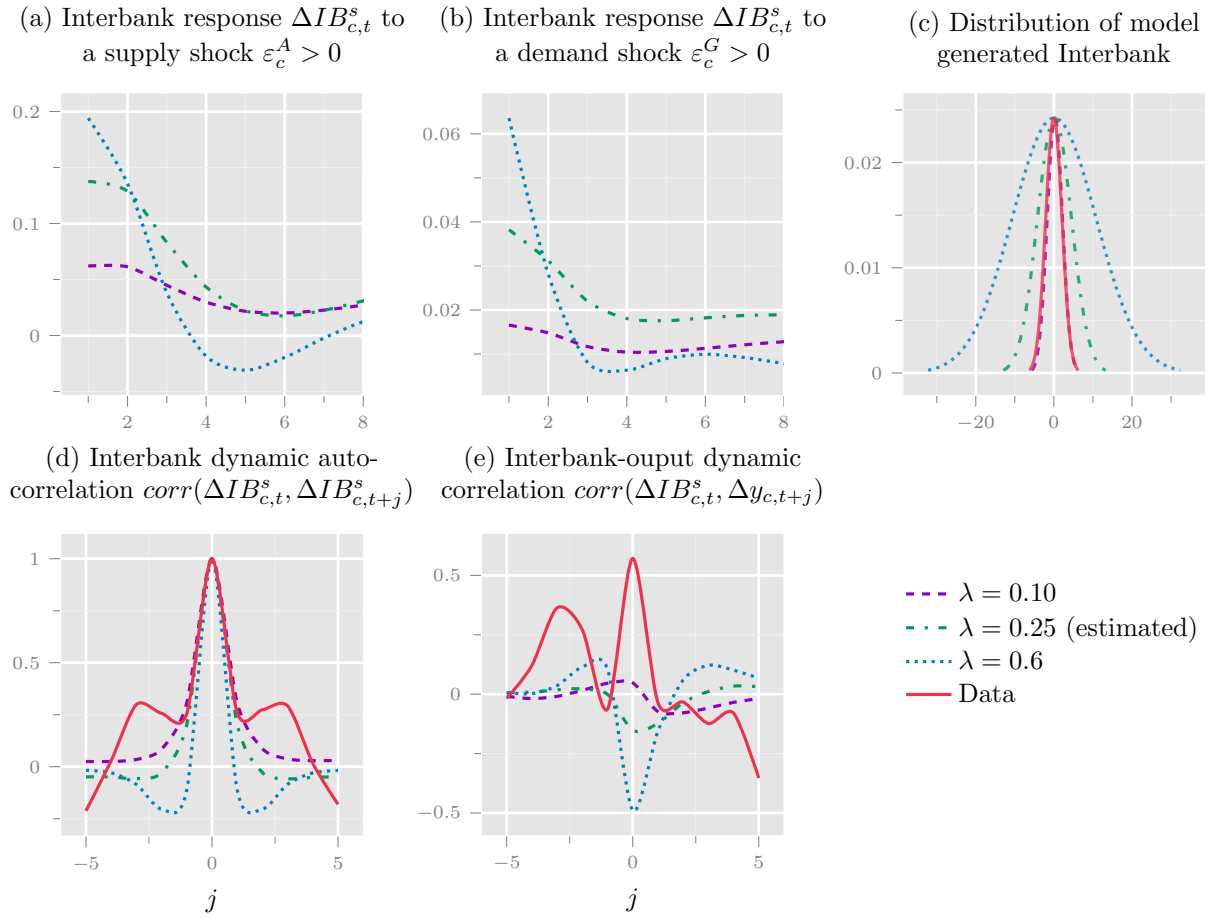 (a) Interbank response ΔIB^s_{c,t} to
a supply shock ε^A_c > 0
(b) Interbank response ΔIB^s_{c,t} to
a demand shock ε^G_c > 0
(c) Distribution of model
generated Interbank
0.2
0.1
0
2
4
6
8
0.06
0.04
0.02
2
4
6
8
0.02
0.01
0
−20
0
20
(d) Interbank dynamic auto-
correlation corr(ΔIB^s_{c,t}, ΔIB^s_{c,t+j})
(e) Interbank-ouput dynamic
correlation corr(ΔIB^s_{c,t}, Δy_{c,t+j})
1
0.5
0
−5
0
5
j
0.5
0
−0.5
−5
0
5
j
λ = 0.10
λ = 0.25 (estimated)
λ = 0.6
Data